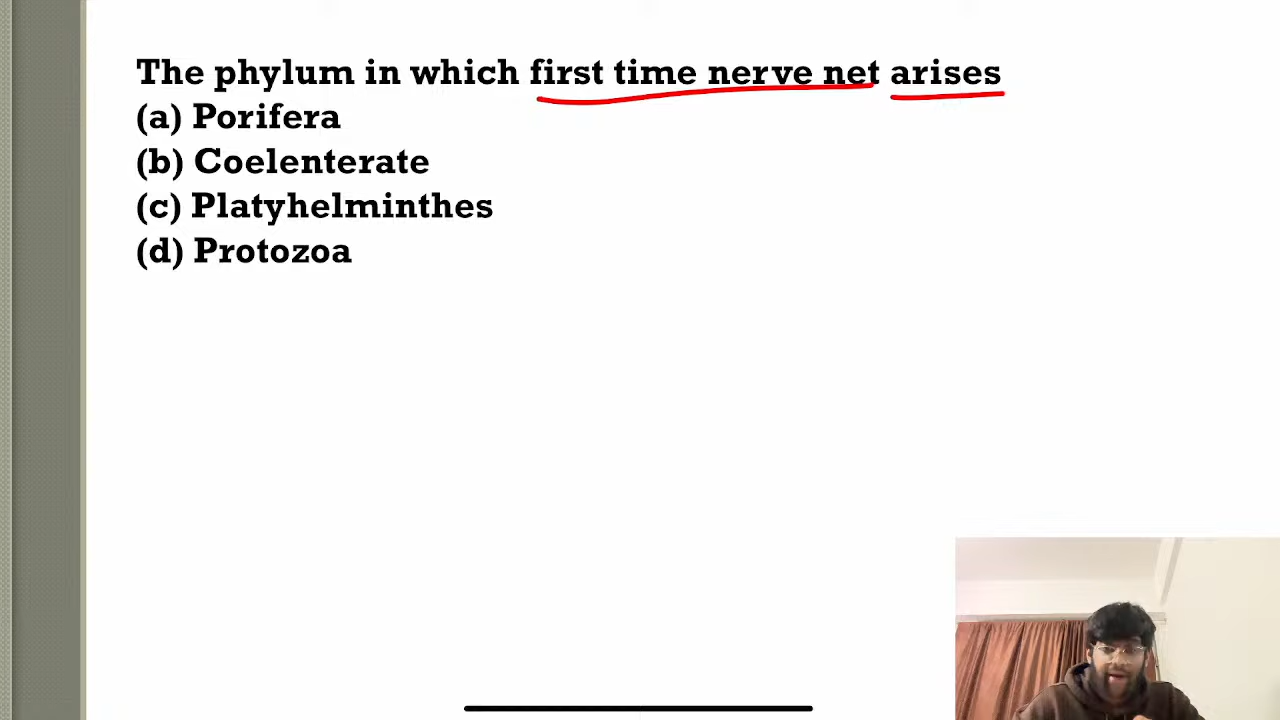 The phylum in which first time nerve net arises
(a) Porifera
(b) Coelenterate
(c) Platyhelminthes
(d) Protozoa